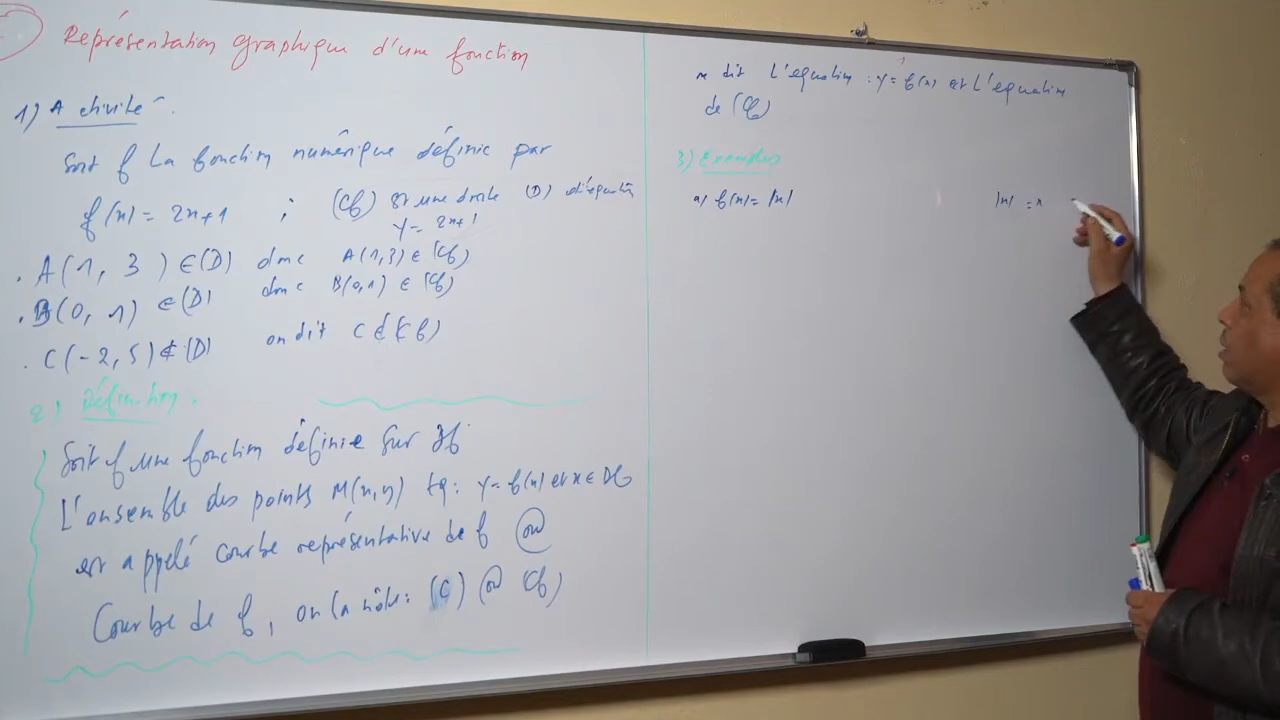 Représentation graphique d'une fonction
1) Activité.
Soit f La fonction numérique définie par
f(x) = 2x+1 ; (Cf) est une droite (D) d'équation
y = 2x+1
. A(1, 3) ∈ (D) donc A(1,3) ∈ (Cf)
. B(0, 1) ∈ (D) donc B(0,1) ∈ (Cf)
. C(-2, 5) ∉ (D) on dit C ∉ (Cf)
2) Définition.
Soit f une fonction définie sur Df
L'ensemble des points M(x,y) tq: y = f(x) et x ∈ Df
est appelé courbe représentative de f ou
Courbe de f, on la note: (C) ou (Cf)
dit L'equation : y = f(x) est L'equation
de (Cf)
3) Exemples
a) f(x) = |x|
|x| = x